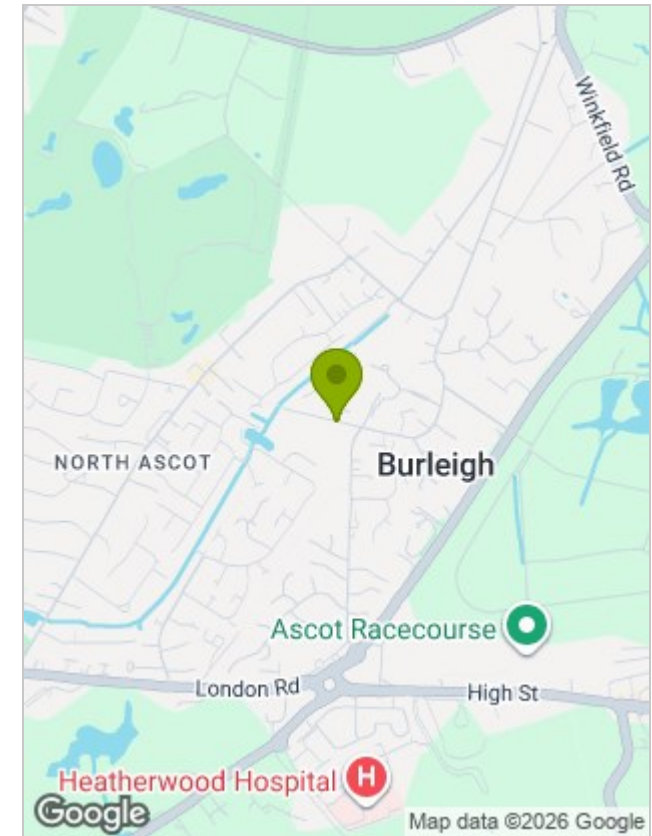 Winkfield Rd
NORTH ASCOT
Burleigh
Ascot Racecourse
London Rd
High St
Heatherwood Hospital
H
Google
Map data ©2026 Google